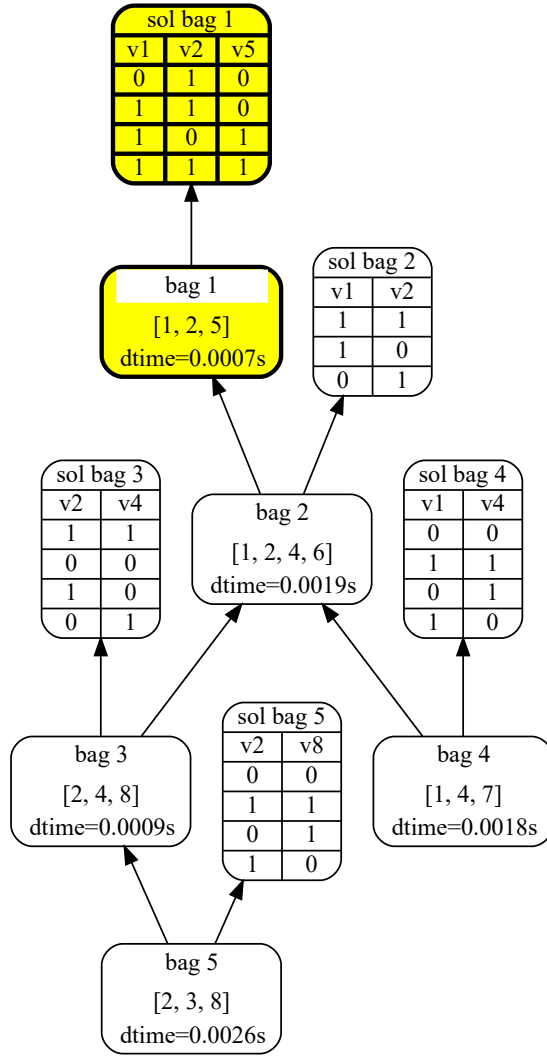 sol bag 1
v1 v2 v5
0 1 0
1 1 0
1 0 1
1 1 1
bag 1
[1, 2, 5]
dtime=0.0007s
sol bag 2
v1 v2
1 1
1 0
0 1
sol bag 3
v2 v4
1 1
0 0
1 0
0 1
bag 2
[1, 2, 4, 6]
dtime=0.0019s
sol bag 4
v1 v4
0 0
1 1
0 1
1 0
bag 3
[2, 4, 8]
dtime=0.0009s
sol bag 5
v2 v8
0 0
1 1
0 1
1 0
bag 4
[1, 4, 7]
dtime=0.0018s
bag 5
[2, 3, 8]
dtime=0.0026s